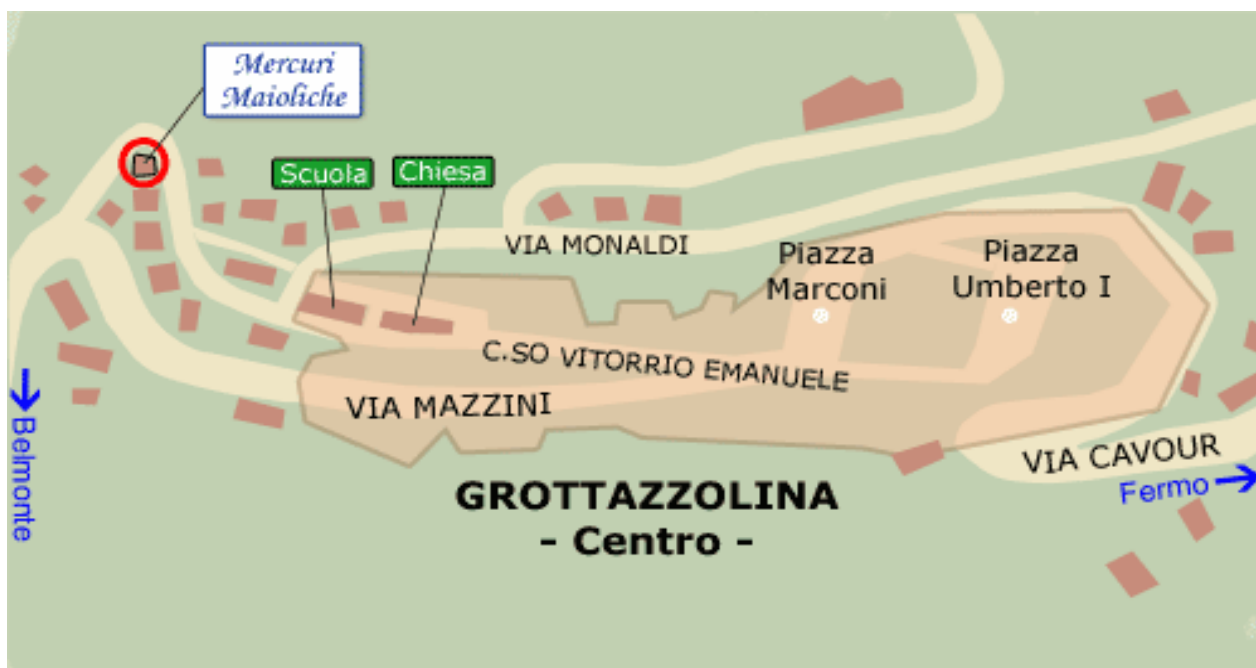 Mercuri
Maioliche
Scuola
Chiesa
VIA MONALDI
Piazza
Marconi
Piazza
Umberto I
C.SO VITORRIO EMANUELE
VIA MAZZINI
VIA CAVOUR
Fermo
Belmonte
GROTTAZZOLINA
- Centro -